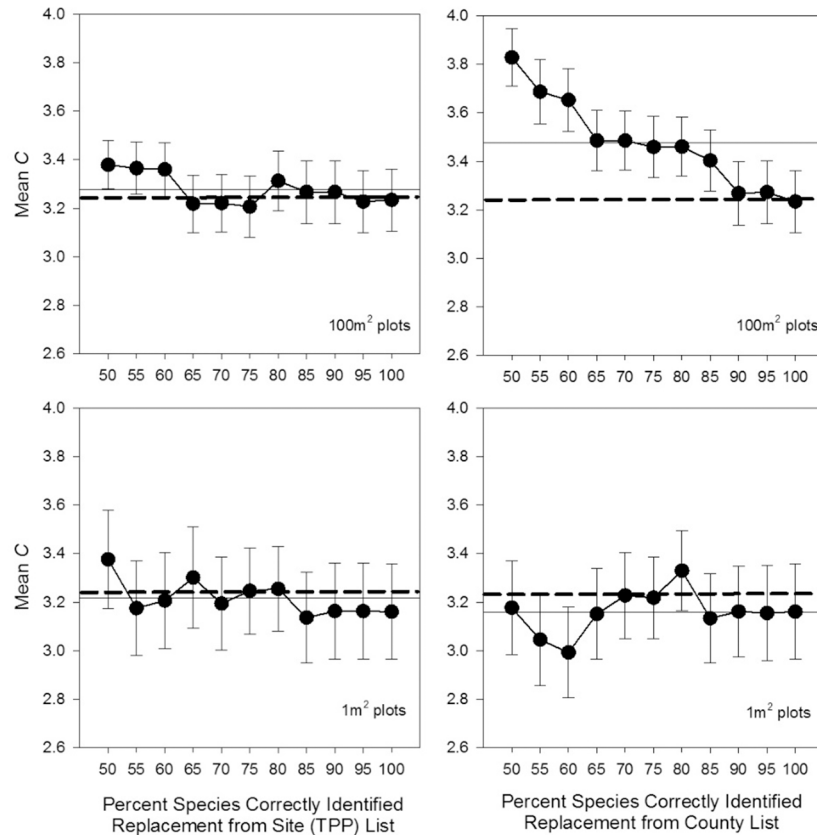 4.0
3.8
3.6
3.4
3.2
3.0
2.8
2.6
Mean C
100m² plots
50 55 60 65 70 75 80 85 90 95 100
4.0
3.8
3.6
3.4
3.2
3.0
2.8
2.6
100m² plots
50 55 60 65 70 75 80 85 90 95 100
4.0
3.8
3.6
3.4
3.2
3.0
2.8
2.6
Mean C
1m² plots
50 55 60 65 70 75 80 85 90 95 100
Percent Species Correctly Identified
Replacement from Site (TPP) List
4.0
3.8
3.6
3.4
3.2
3.0
2.8
2.6
1m² plots
50 55 60 65 70 75 80 85 90 95 100
Percent Species Correctly Identified
Replacement from County List